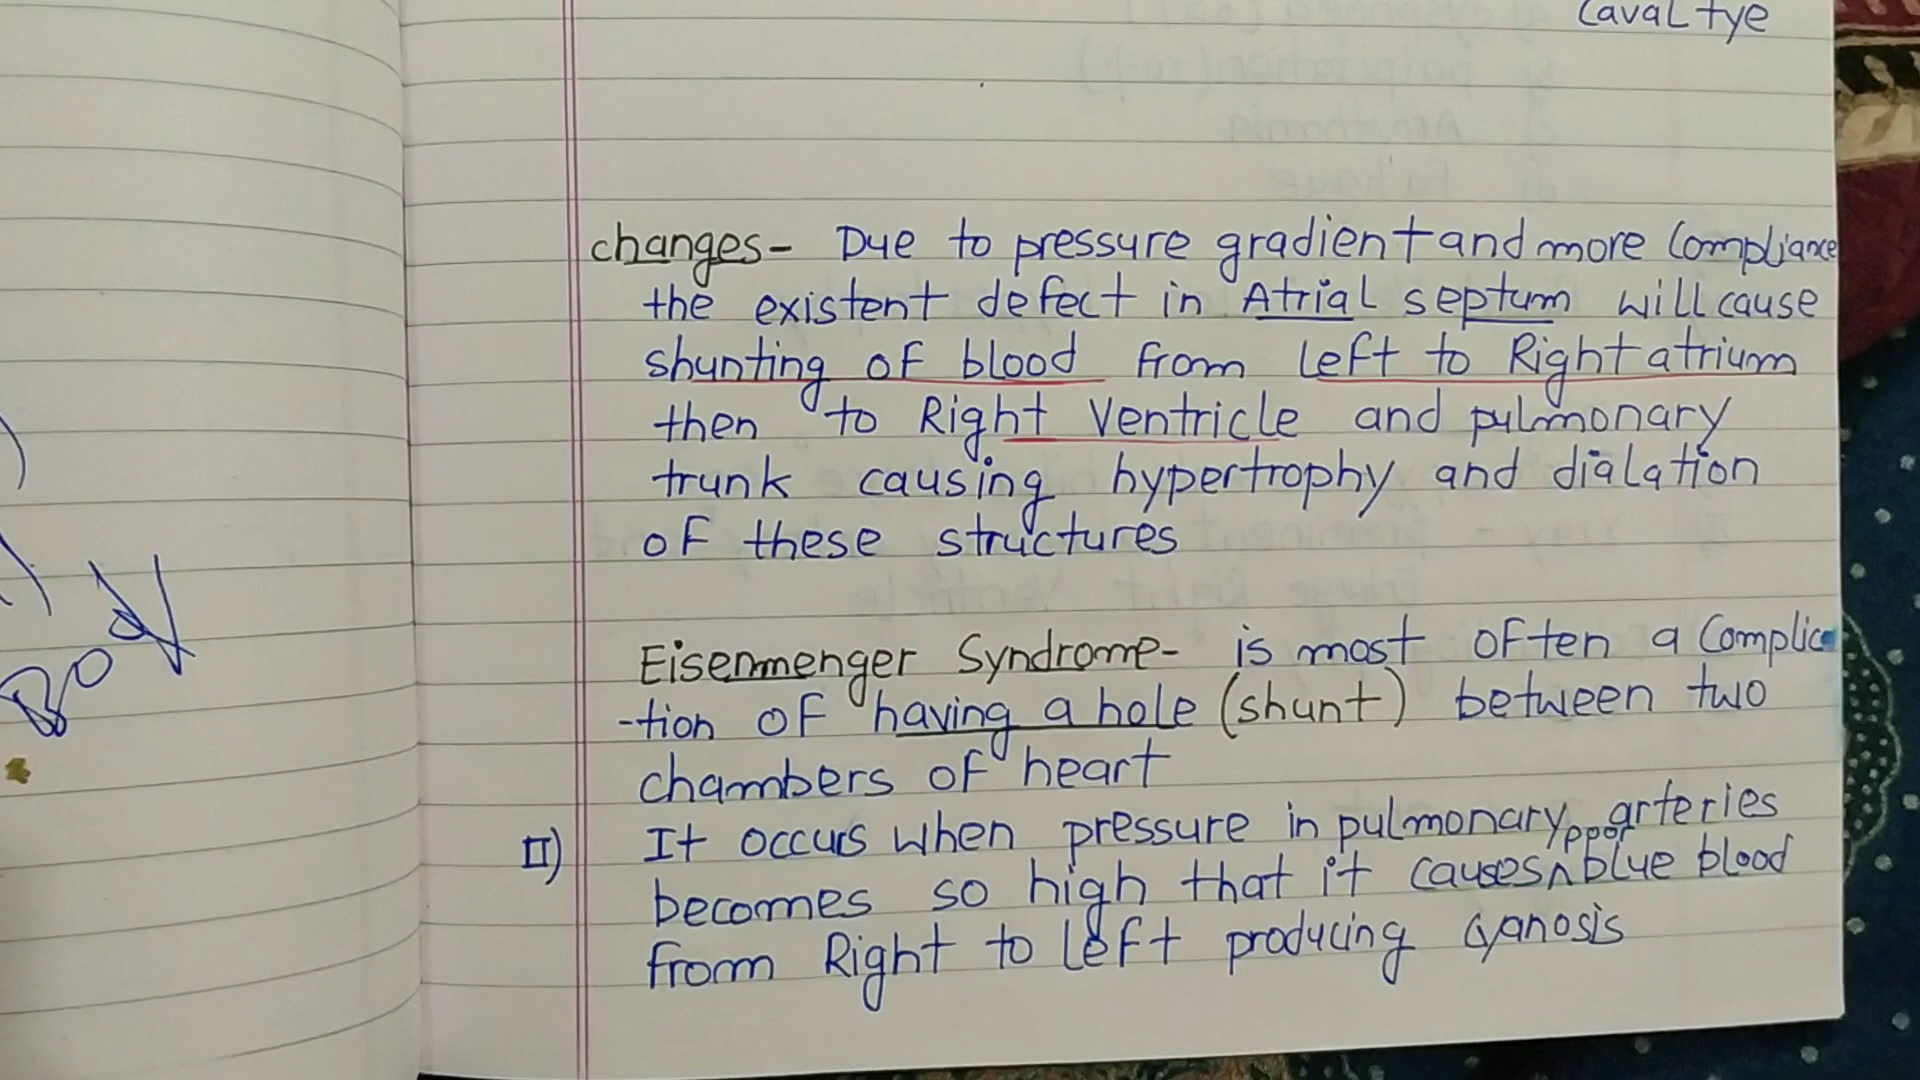 Caval tye
changes- Due to pressure gradient and more Compliance
the existent defect in Atrial septum will cause
shunting of blood from left to Right atrium
then to Right Ventricle and pulmonary
trunk causing hypertrophy and dialation
of these structures
Eisenmenger Syndrome- is most often a Complica
-tion of having a hole (shunt) between two
chambers of heart
II) It occurs when pressure in pulmonary arteries
becomes so high that it causes ^ppor blue blood
from Right to left producing cyanosis